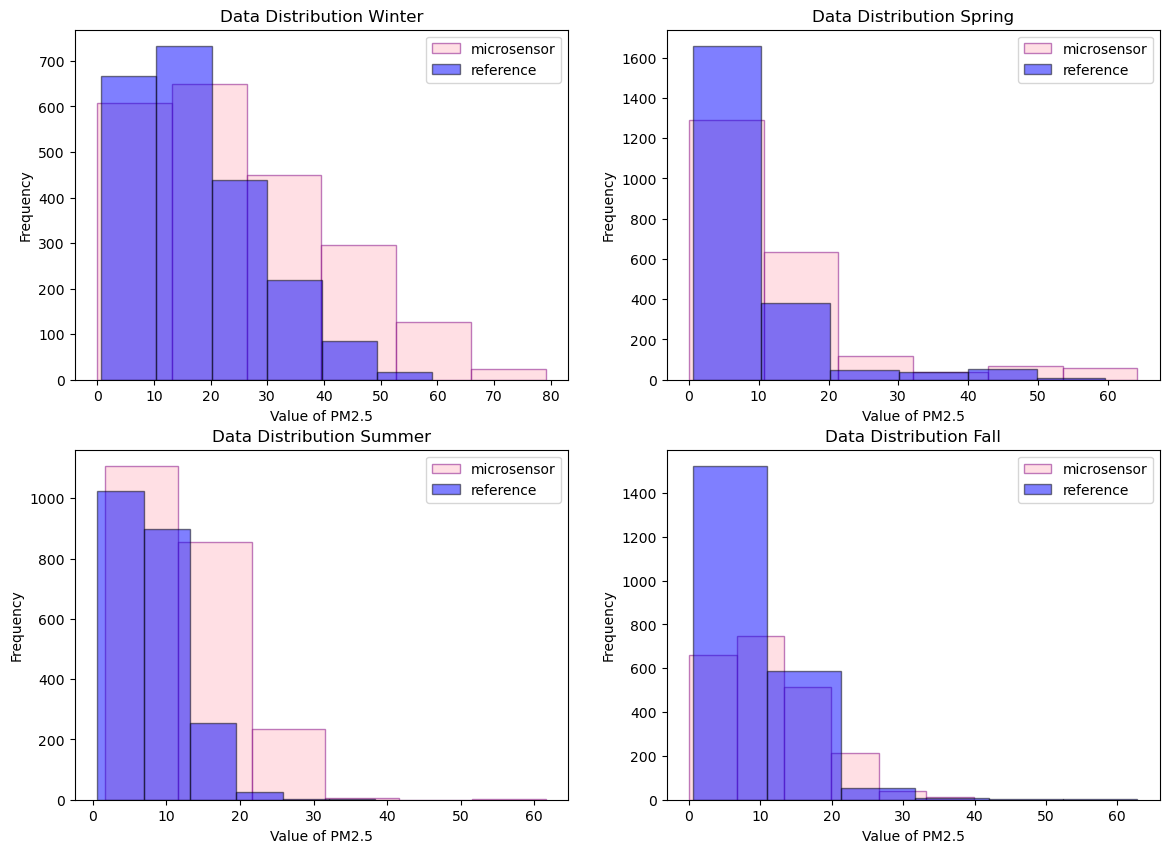 Data Distribution Winter
microsensor
reference
700
600
500
400
300
200
100
0
Frequency
0 10 20 30 40 50 60 70 80
Value of PM2.5
Data Distribution Spring
microsensor
reference
1600
1400
1200
1000
800
600
400
200
0
Frequency
0 10 20 30 40 50 60
Value of PM2.5
Data Distribution Summer
microsensor
reference
1000
800
600
400
200
0
Frequency
0 10 20 30 40 50 60
Value of PM2.5
Data Distribution Fall
microsensor
reference
1400
1200
1000
800
600
400
200
0
Frequency
0 10 20 30 40 50 60
Value of PM2.5